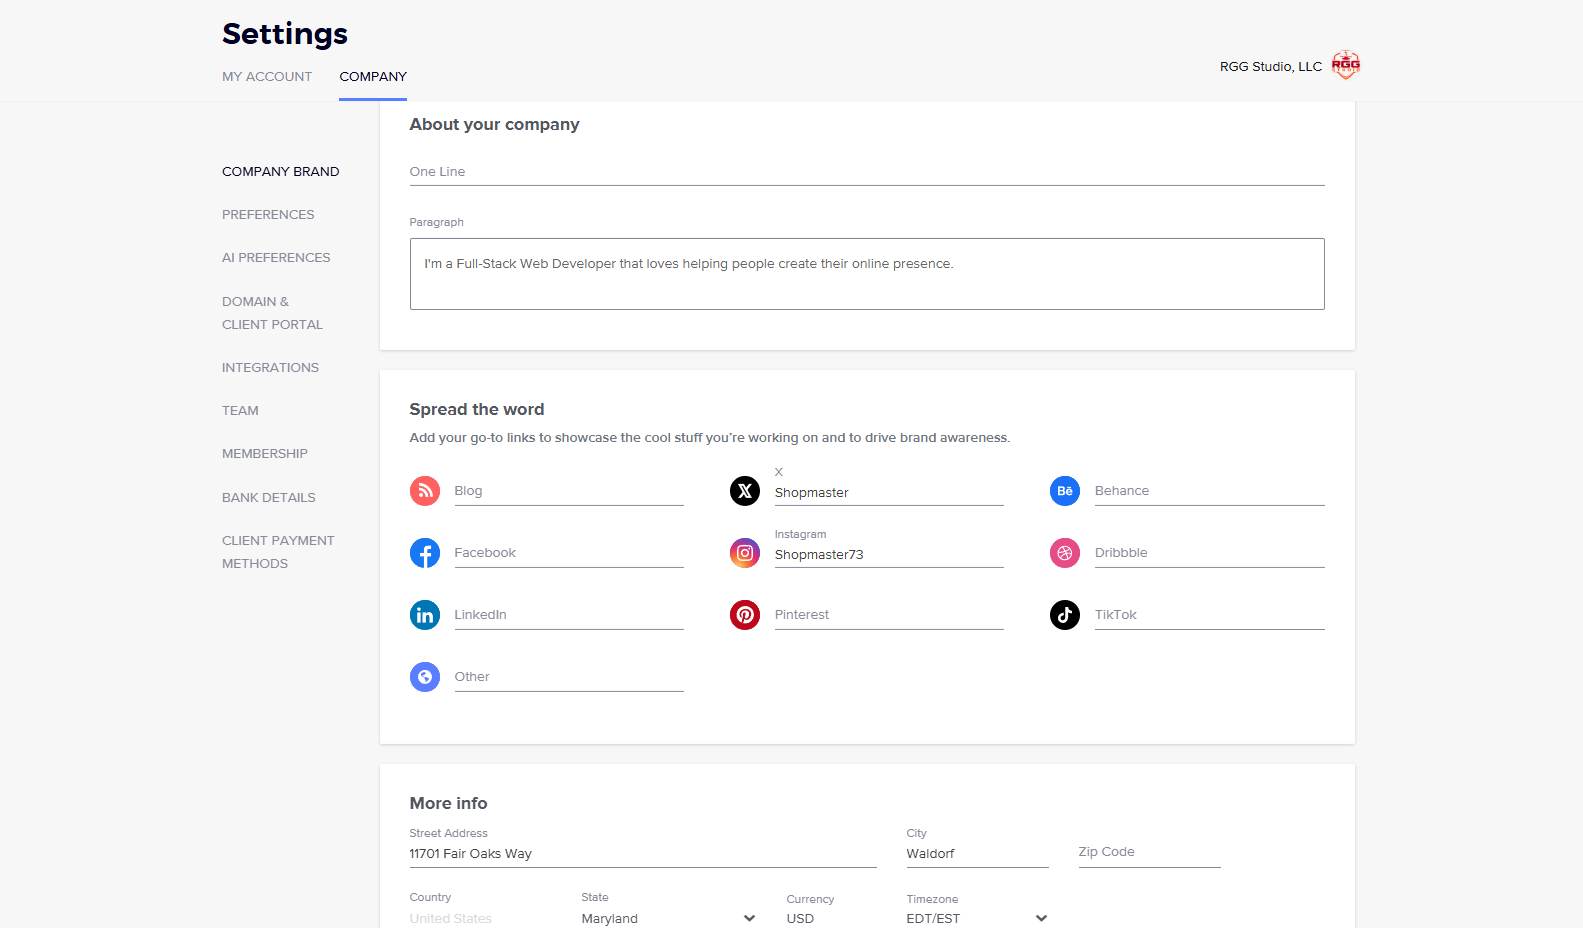 Settings
MY ACCOUNT
COMPANY
RGG Studio, LLC
RGG
STUDIO
COMPANY BRAND
PREFERENCES
AI PREFERENCES
DOMAIN &
CLIENT PORTAL
INTEGRATIONS
TEAM
MEMBERSHIP
BANK DETAILS
CLIENT PAYMENT
METHODS
About your company
One Line
Paragraph
I'm a Full-Stack Web Developer that loves helping people create their online presence.
Spread the word
Add your go-to links to showcase the cool stuff you're working on and to drive brand awareness.
Blog
X
Shopmaster
Bē
Behance
Facebook
Instagram
Shopmaster73
Dribbble
in
LinkedIn
Pinterest
TikTok
Other
More info
Street Address
11701 Fair Oaks Way
City
Waldorf
Zip Code
Country
United States
State
Maryland
Currency
USD
Timezone
EDT/EST